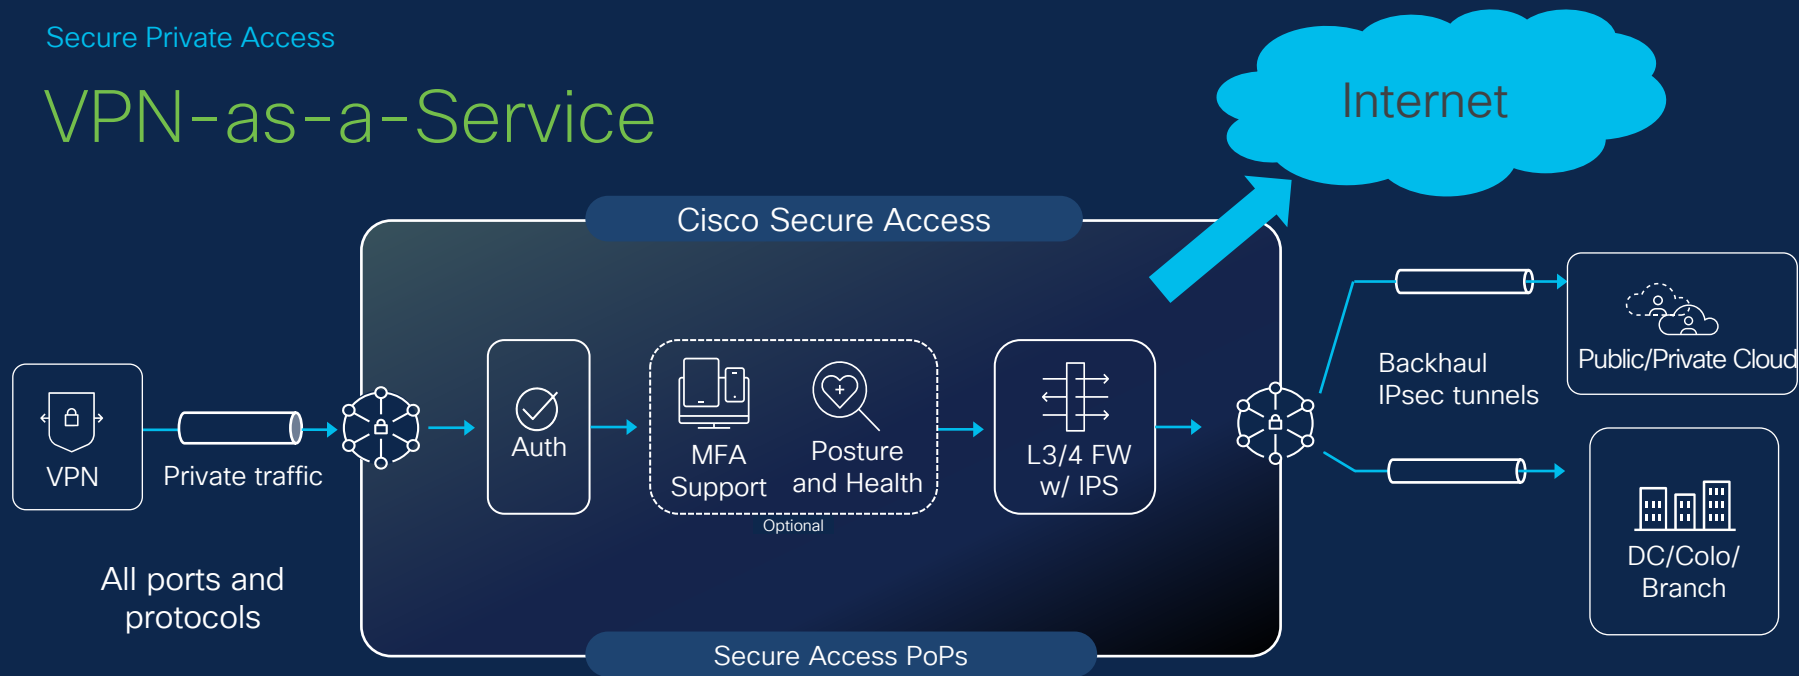 Secure Private Access
VPN-as-a-Service
Internet
Cisco Secure Access
VPN
Private traffic
All ports and
protocols
Auth
MFA
Support
Posture
and Health
Optional
L3/4 FW
w/ IPS
Backhaul
IPsec tunnels
Public/Private Cloud
DC/Colo/
Branch
Secure Access PoPs